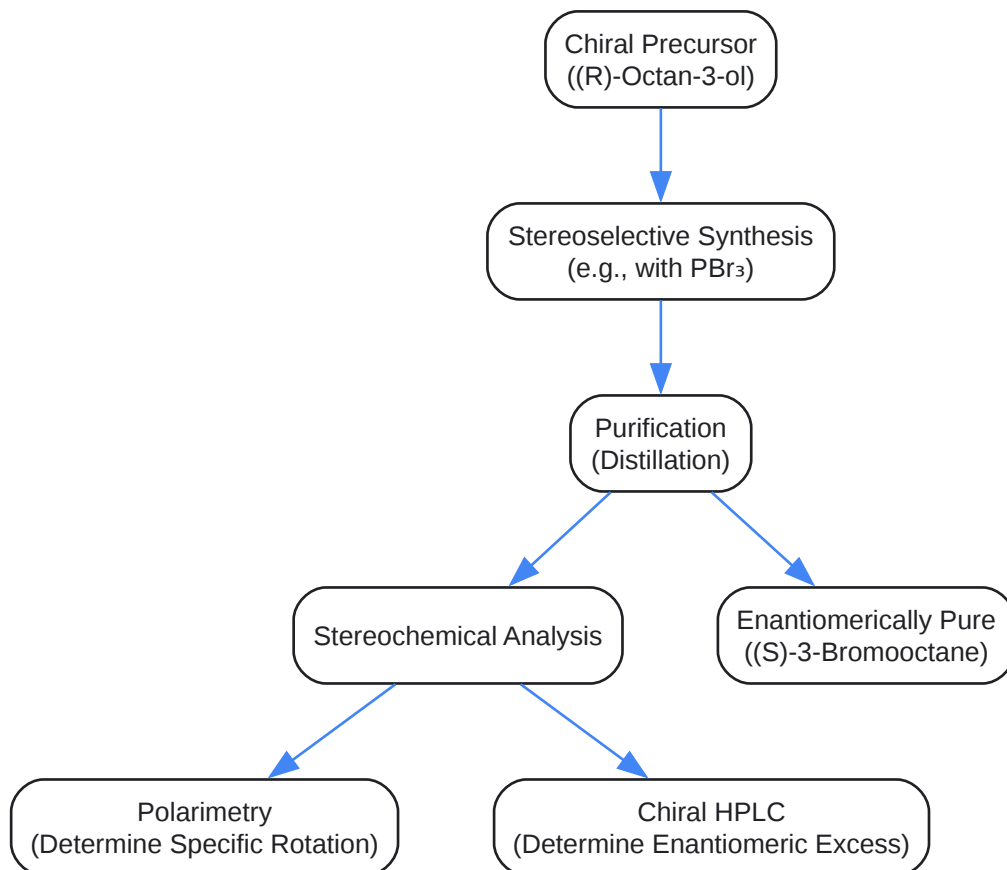 Chiral Precursor
((R)-Octan-3-ol)
Stereoselective Synthesis
(e.g., with PBr₃)
Purification
(Distillation)
Stereochemical Analysis
Enantiomerically Pure
((S)-3-Bromooctane)
Polarimetry
(Determine Specific Rotation)
Chiral HPLC
(Determine Enantiomeric Excess)